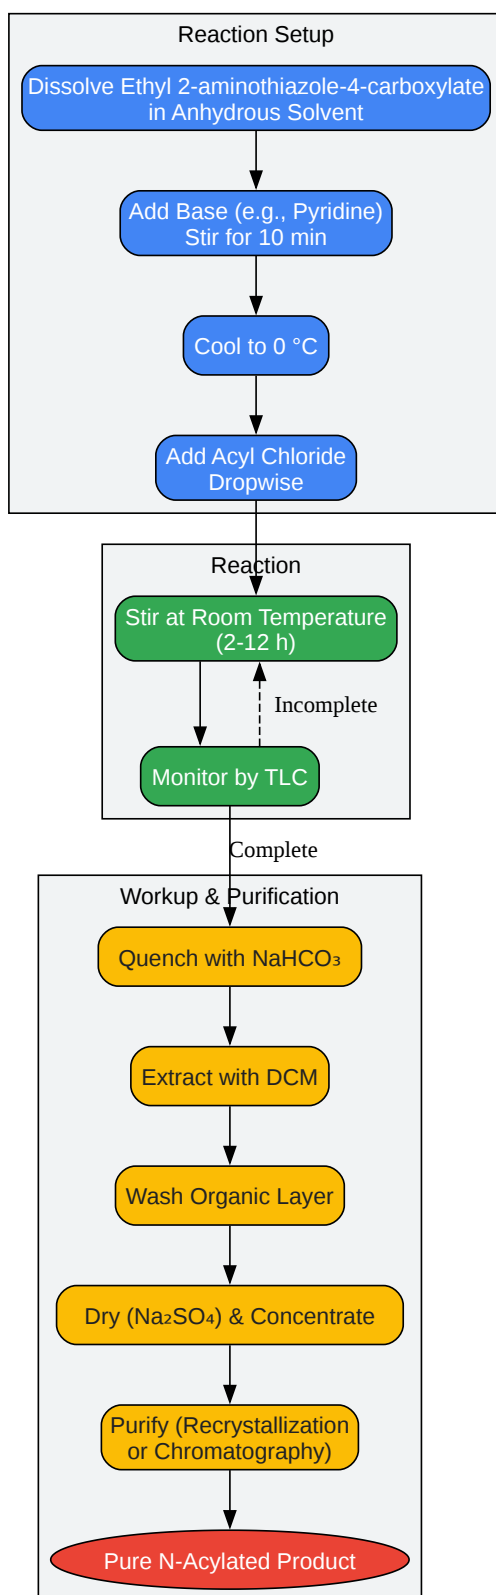 Reaction Setup
Dissolve Ethyl 2-aminothiazole-4-carboxylate
in Anhydrous Solvent
Add Base (e.g., Pyridine)
Stir for 10 min
Cool to 0 °C
Add Acyl Chloride
Dropwise
Reaction
Stir at Room Temperature
(2-12 h)
Incomplete
Monitor by TLC
Complete
Workup & Purification
Quench with NaHCO₃
Extract with DCM
Wash Organic Layer
Dry (Na₂SO₄) & Concentrate
Purify (Recrystallization
or Chromatography)
Pure N-Acylated Product